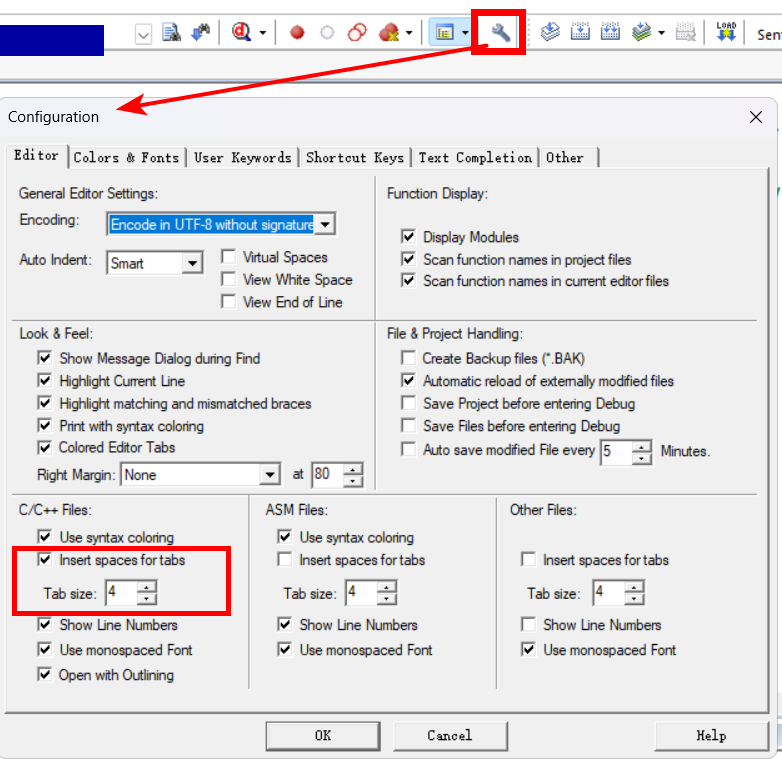 LOAD
Sen
Configuration
Editor Colors & Fonts User Keywords Shortcut Keys Text Completion Other
General Editor Settings:
Encoding: Encode in UTF-8 without signature
Auto Indent: Smart
Virtual Spaces
View White Space
View End of Line
Function Display:
Display Modules
Scan function names in project files
Scan function names in current editor files
Look & Feel:
Show Message Dialog during Find
Highlight Current Line
Highlight matching and mismatched braces
Print with syntax coloring
Colored Editor Tabs
Right Margin: None at 80
File & Project Handling:
Create Backup files (*.BAK)
Automatic reload of externally modified files
Save Project before entering Debug
Save Files before entering Debug
Auto save modified File every 5 Minutes.
C/C++ Files:
Use syntax coloring
Insert spaces for tabs
Tab size: 4
Show Line Numbers
Use monospaced Font
Open with Outlining
ASM Files:
Use syntax coloring
Insert spaces for tabs
Tab size: 4
Show Line Numbers
Use monospaced Font
Other Files:
Insert spaces for tabs
Tab size: 4
Show Line Numbers
Use monospaced Font
OK Cancel Help